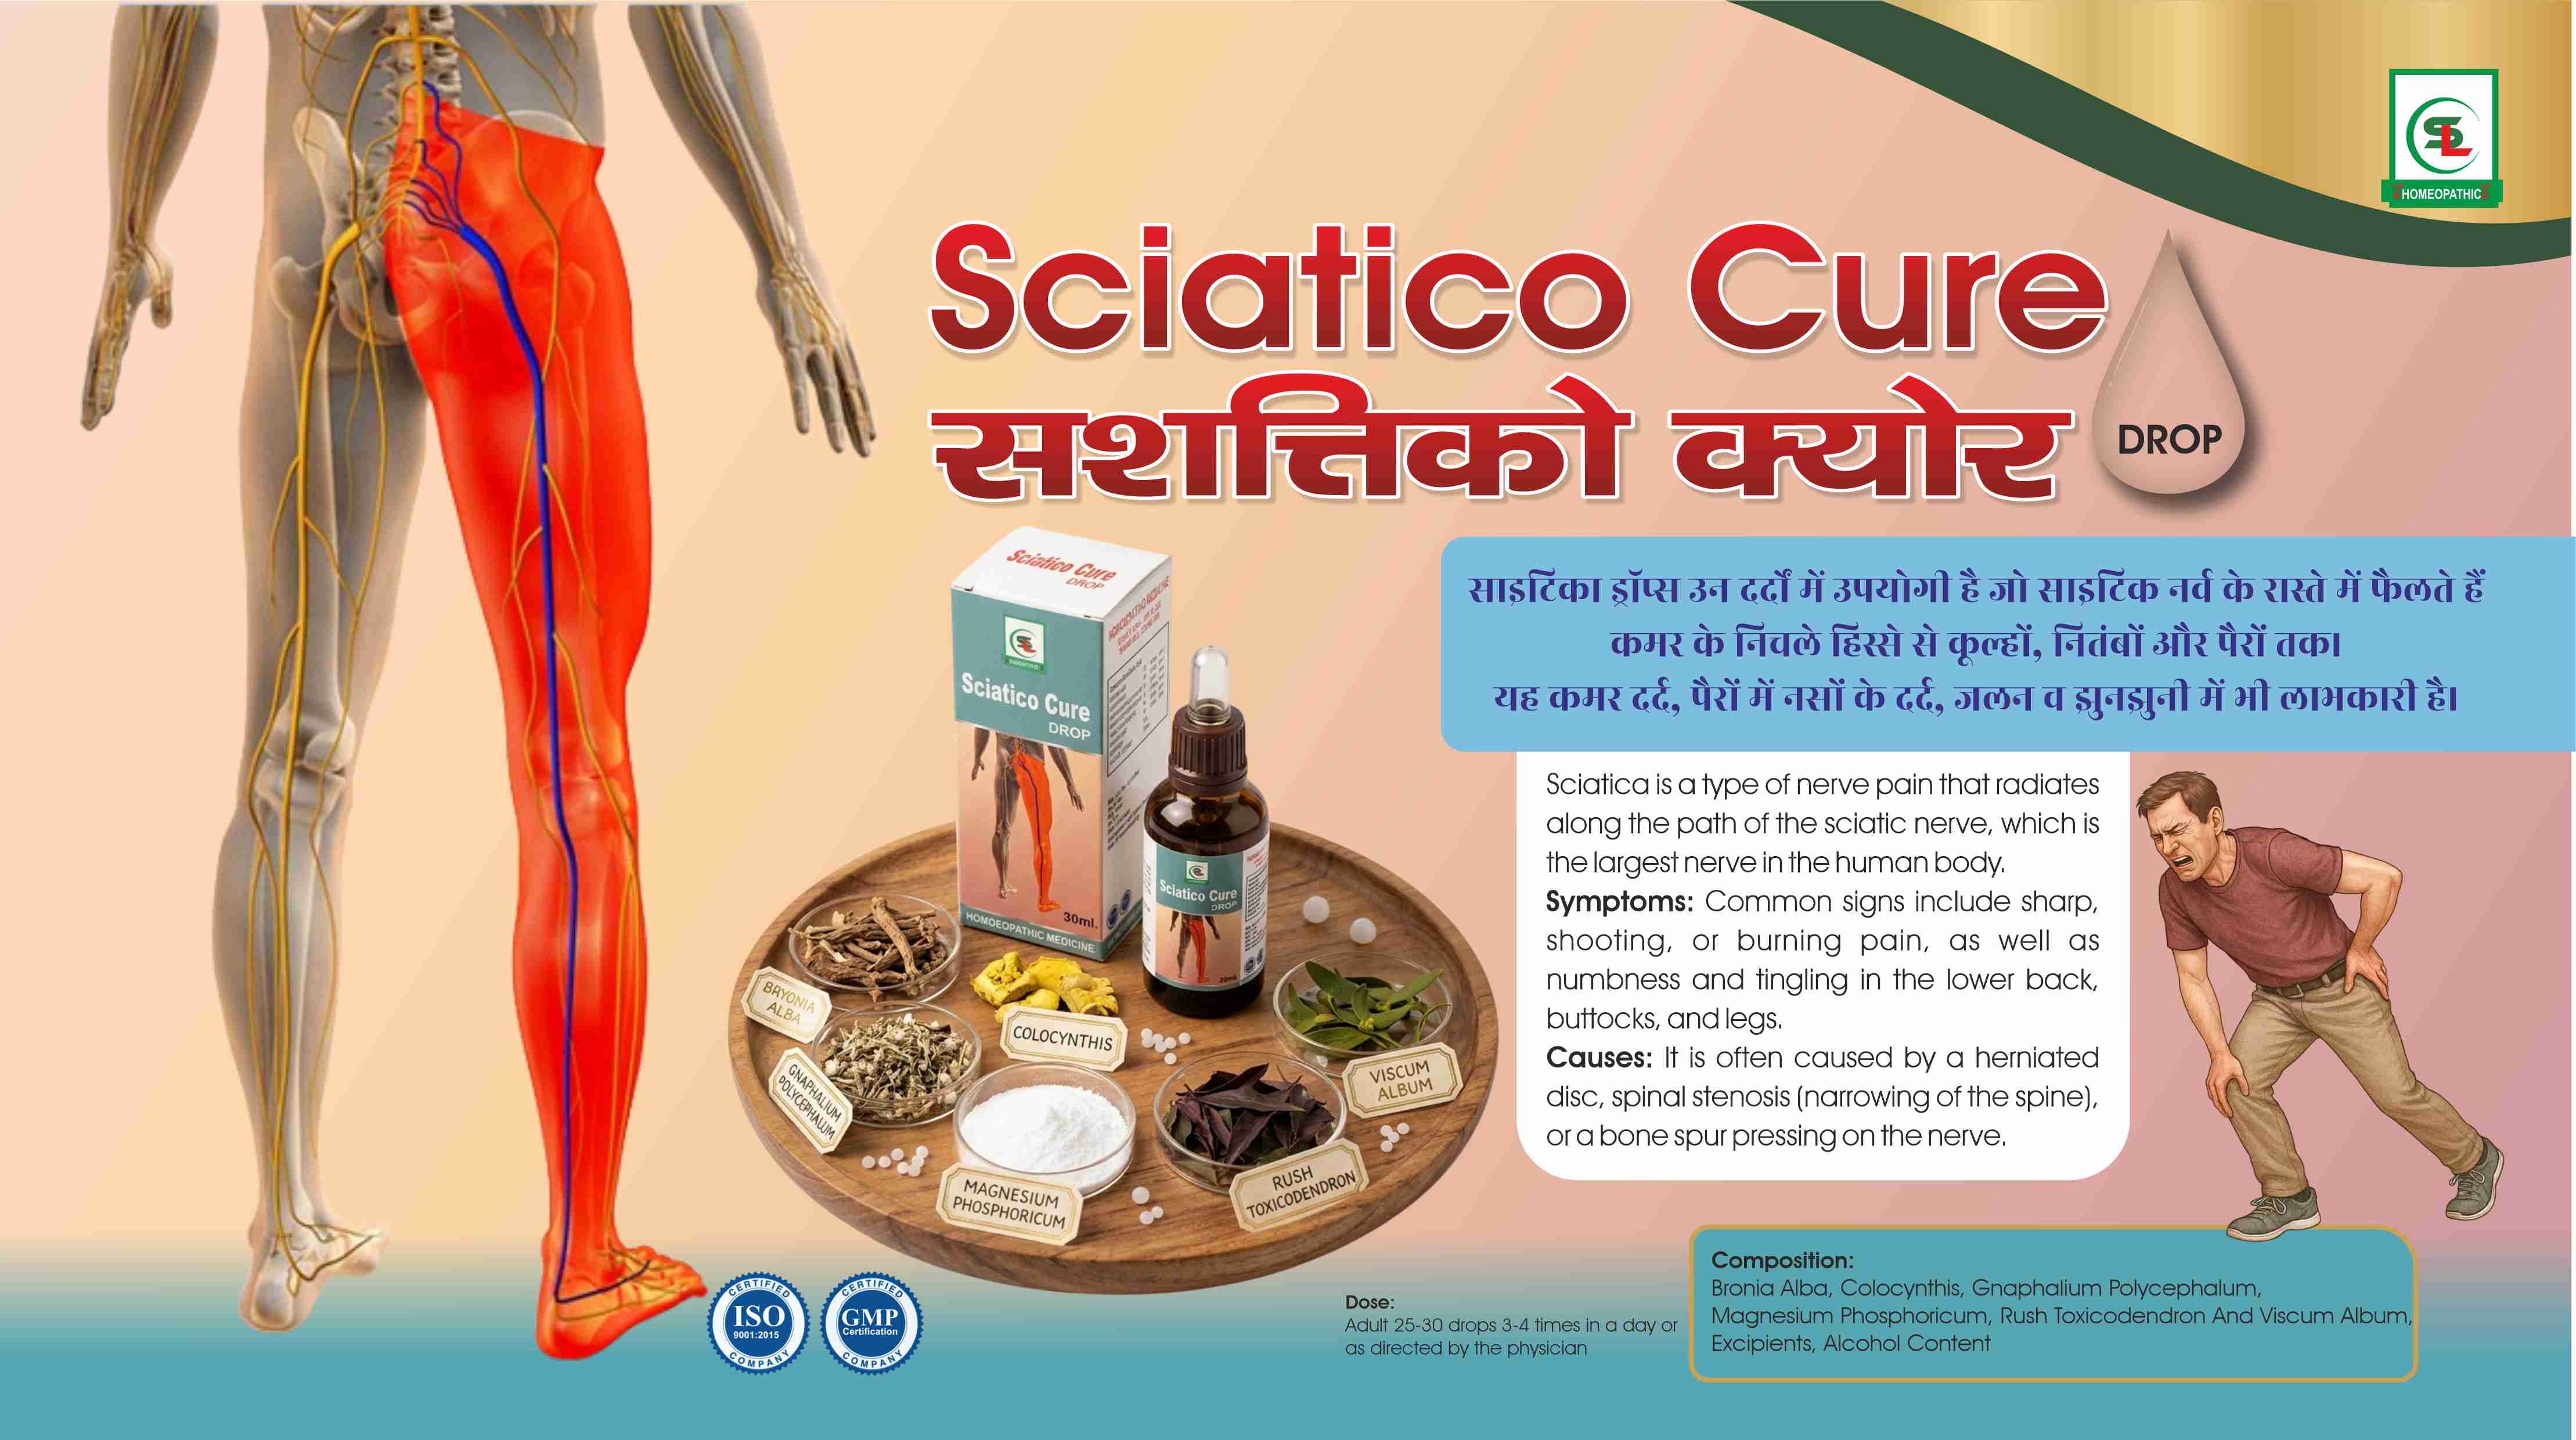 SL
HOMEOPATHIC
Sciatico Cure
सशत्तिको क्योर
DROP
साइटिका ड्रॉप्स उन दर्दों में उपयोगी है जो साइटिक नर्व के रास्ते में फैलते हैं
कमर के निचले हिस्से से कूल्हों, नितंबों और पैरों तक।
यह कमर दर्द, पैरों में नसों के दर्द, जलन व झुनझुनी में भी लाभकारी है।
Sciatica is a type of nerve pain that radiates
along the path of the sciatic nerve, which is
the largest nerve in the human body.
Symptoms: Common signs include sharp,
shooting, or burning pain, as well as
numbness and tingling in the lower back,
buttocks, and legs.
Causes: It is often caused by a herniated
disc, spinal stenosis (narrowing of the spine),
or a bone spur pressing on the nerve.
Sciatico Cure
DROP
Sciatico Cure
DROP
30ml.
HOMOEOPATHIC MEDICINE
Sciatico Cure
DROP
BRYONIA
ALBA
COLOCYNTHIS
GNAPHALIUM
POLYCEPHALUM
VISCUM
ALBUM
MAGNESIUM
PHOSPHORICUM
RUSH
TOXICODENDRON
CERTIFIED
ISO
9001:2015
COMPANY
CERTIFIED
GMP
Certification
COMPANY
Dose:
Adult 25-30 drops 3-4 times in a day or
as directed by the physician
Composition:
Bronia Alba, Colocynthis, Gnaphalium Polycephalum,
Magnesium Phosphoricum, Rush Toxicodendron And Viscum Album,
Excipients, Alcohol Content